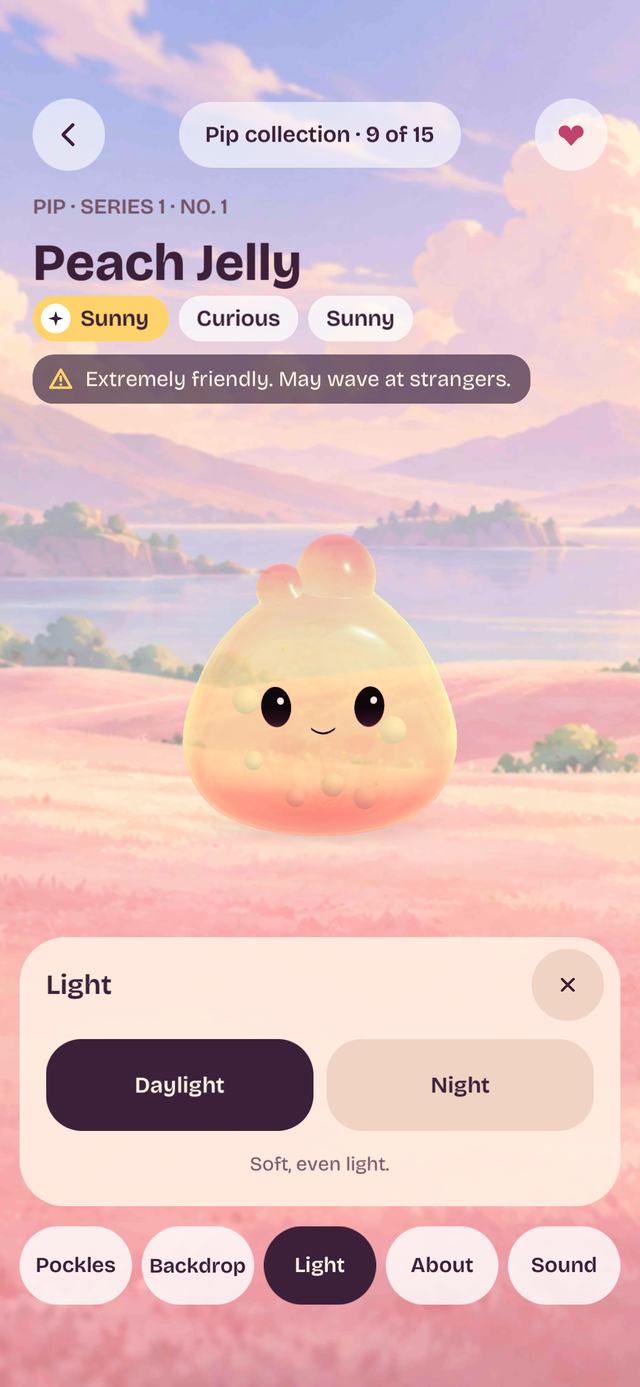 Pip collection · 9 of 15
PIP · SERIES 1 · NO. 1
Peach Jelly
Sunny
Curious
Sunny
Extremely friendly. May wave at strangers.
Light
Daylight
Night
Soft, even light.
Pockles
Backdrop
Light
About
Sound